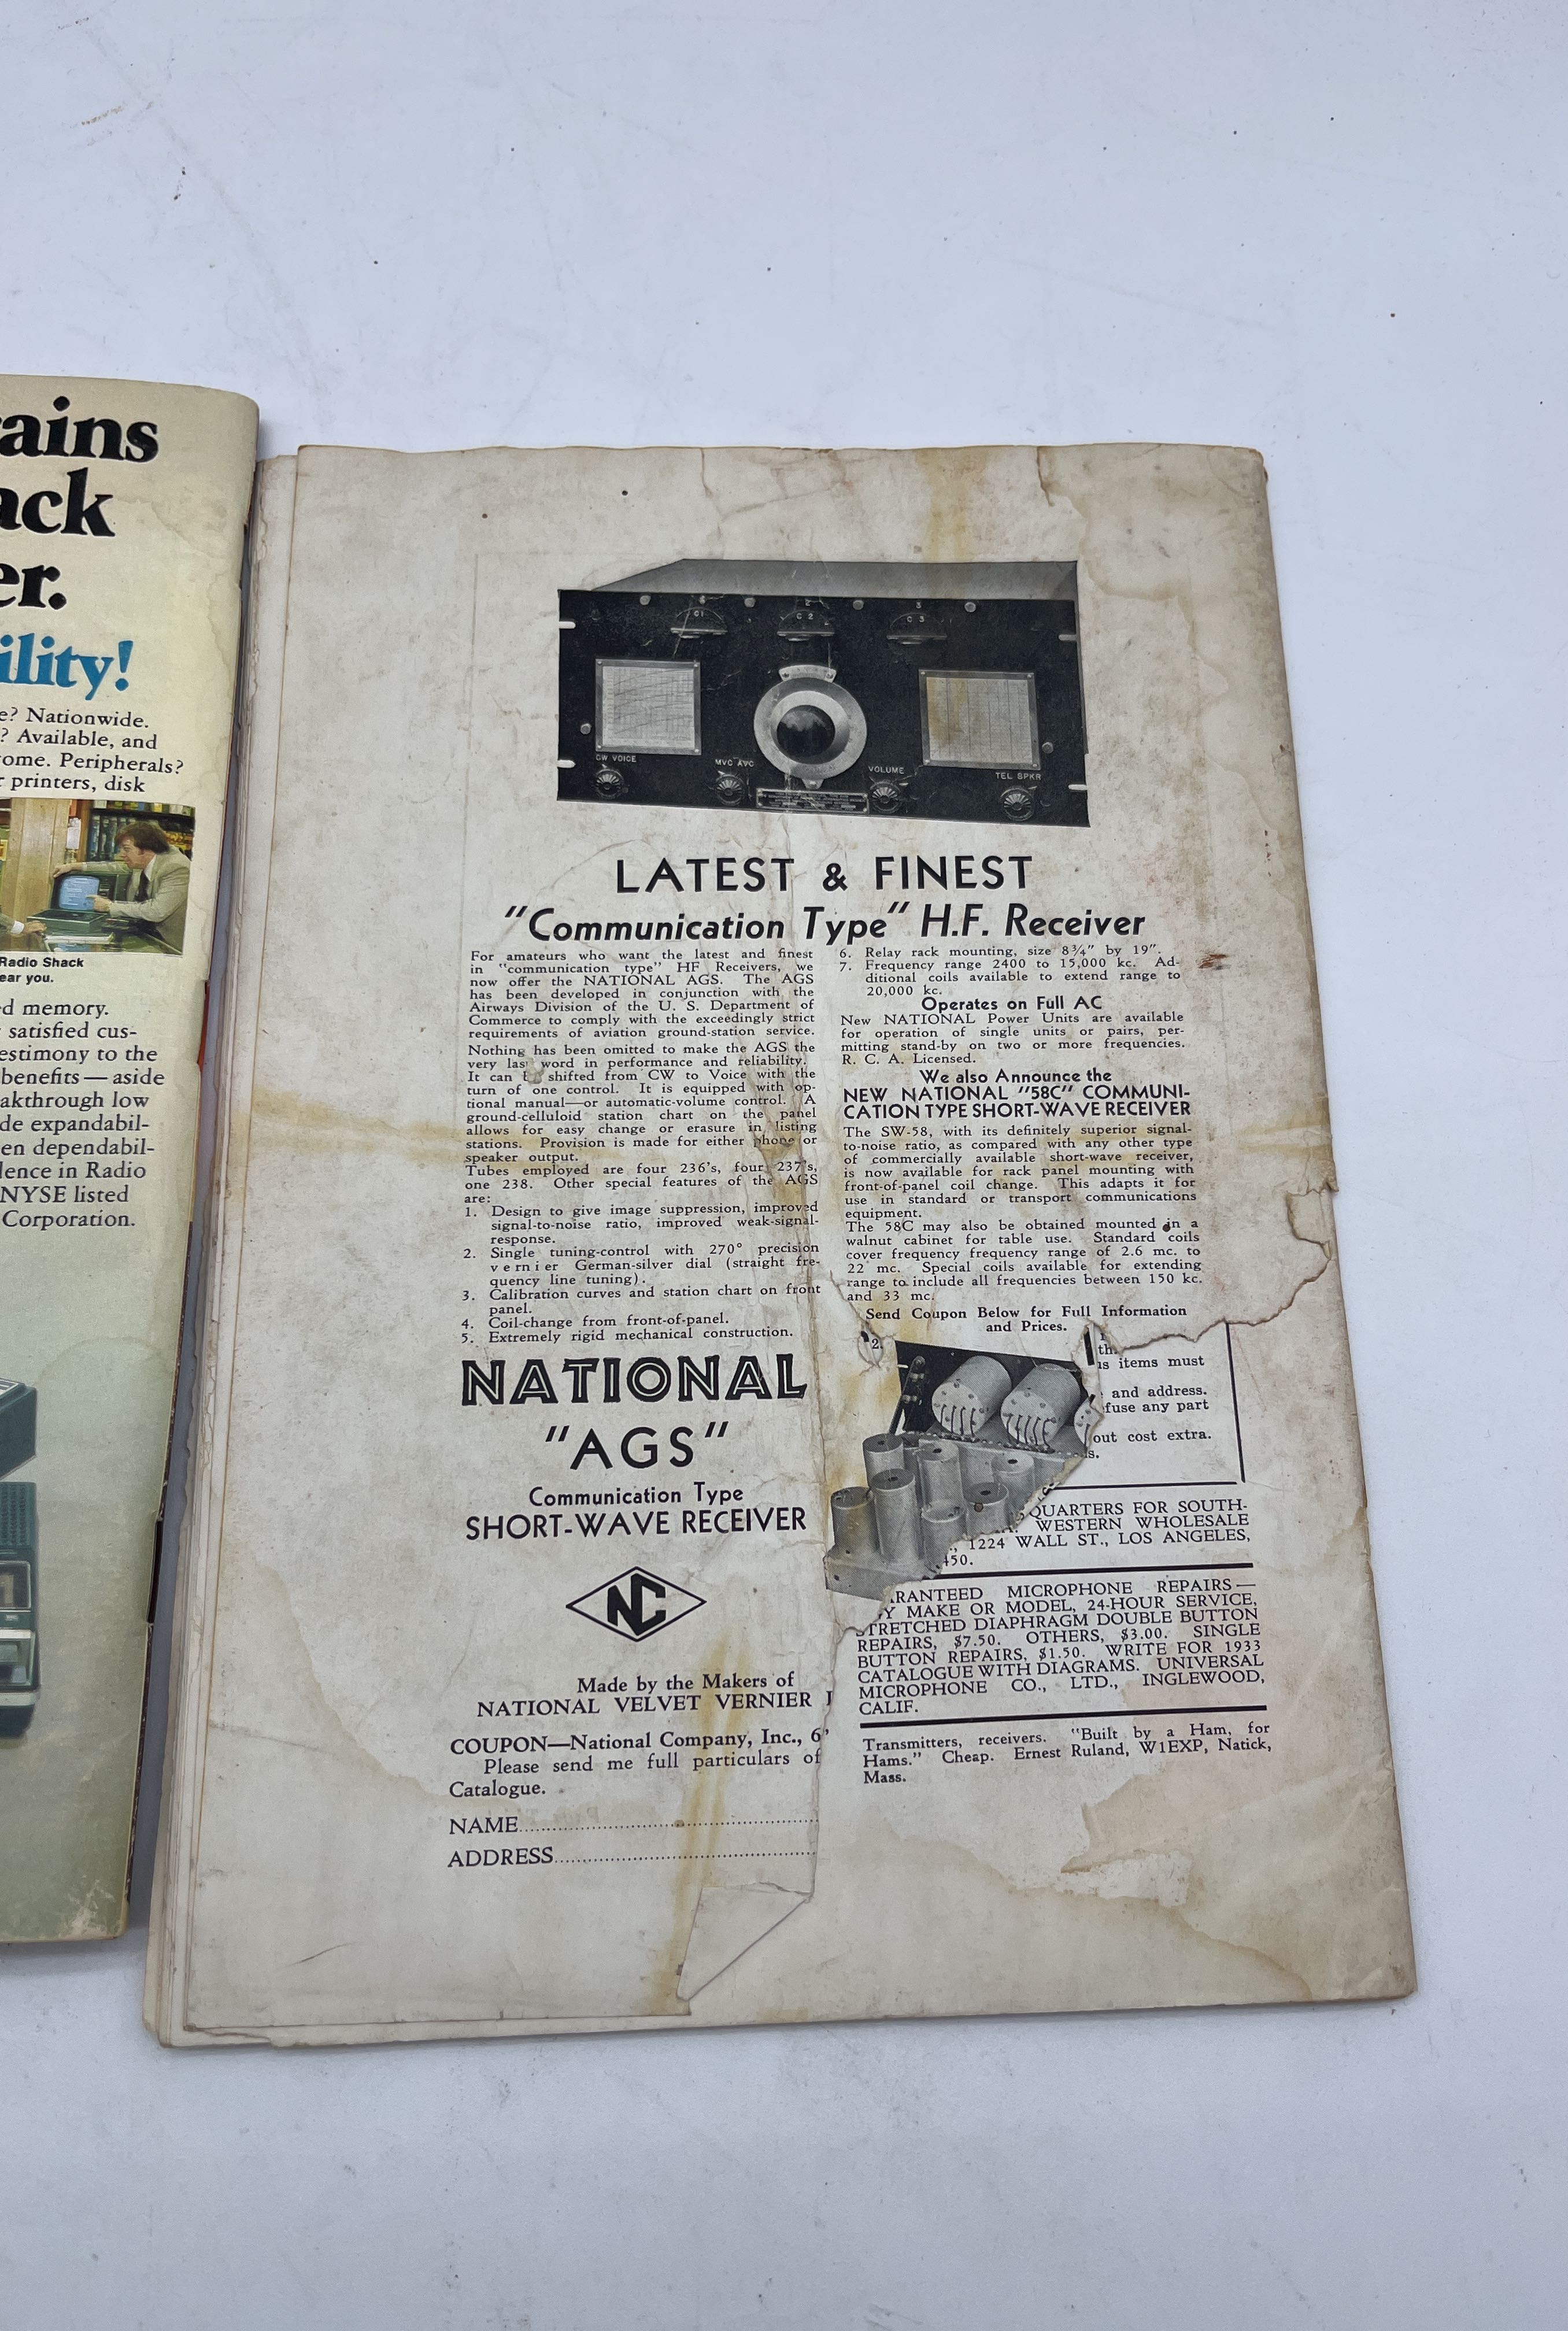 ains
ack
er.
ility!
e? Nationwide.
? Available, and
ome. Peripherals?
printers, disk
Radio Shack
ear you.
d memory.
satisfied cus-
estimony to the
benefits — aside
akthrough low
de expandabil-
en dependabil-
lence in Radio
NYSE listed
Corporation.
C1
2
C 2
3
C 3
CW VOICE
MVC AVC
VOLUME
TEL SPKR
LATEST & FINEST
"Communication Type" H.F. Receiver
For amateurs who want the latest and finest
in "communication type" HF Receivers, we
now offer the NATIONAL AGS. The AGS
has been developed in conjunction with the
Airways Division of the U. S. Department of
Commerce to comply with the exceedingly strict
requirements of aviation ground-station service.
Nothing has been omitted to make the AGS the
very las word in performance and reliability.
It can shifted from CW to Voice with the
turn of one control. It is equipped with op-
tional manual—or automatic-volume control. A
ground-celluloid station chart on the panel
allows for easy change or erasure in listing
stations. Provision is made for either phone or
speaker output.
Tubes employed are four 236's, four 237's,
one 238. Other special features of the AGS
are:
1. Design to give image suppression, improved
signal-to-noise ratio, improved weak-signal-
response.
2. Single tuning-control with 270° precision
vernier German-silver dial (straight fre-
quency line tuning).
3. Calibration curves and station chart on front
panel.
4. Coil-change from front-of-panel.
5. Extremely rigid mechanical construction.
NATIONAL
"AGS"
Communication Type
SHORT-WAVE RECEIVER
NC
Made by the Makers of
NATIONAL VELVET VERNIER
COUPON—National Company, Inc., 6
Please send me full particulars of
Catalogue.
NAME
ADDRESS
6. Relay rack mounting, size 8¾" by 19".
7. Frequency range 2400 to 15,000 kc. Ad-
ditional coils available to extend range to
20,000 kc.
Operates on Full AC
New NATIONAL Power Units are available
for operation of single units or pairs, per-
mitting stand-by on two or more frequencies.
R. C. A. Licensed.
We also Announce the
NEW NATIONAL "58C" COMMUNI-
CATION TYPE SHORT-WAVE RECEIVER
The SW-58, with its definitely superior signal-
to-noise ratio, as compared with any other type
of commercially available short-wave receiver,
is now available for rack panel mounting with
front-of-panel coil change. This adapts it for
use in standard or transport communications
equipment.
The 58C may also be obtained mounted in a
walnut cabinet for table use. Standard coils
cover frequency frequency range of 2.6 mc. to
22 mc. Special coils available for extending
range to include all frequencies between 150 kc.
and 33 mc.
Send Coupon Below for Full Information
and Prices.
2.
th
us items must
and address.
fuse any part
out cost extra.
s.
QUARTERS FOR SOUTH-
WESTERN WHOLESALE
1224 WALL ST., LOS ANGELES,
450.
RANTEED MICROPHONE REPAIRS—
Y MAKE OR MODEL, 24-HOUR SERVICE,
STRETCHED DIAPHRAGM DOUBLE BUTTON
REPAIRS, $7.50. OTHERS, $3.00. SINGLE
BUTTON REPAIRS, $1.50. WRITE FOR 1933
CATALOGUE WITH DIAGRAMS. UNIVERSAL
MICROPHONE CO., LTD., INGLEWOOD,
CALIF.
Transmitters, receivers. "Built by a Ham, for
Hams." Cheap. Ernest Ruland, W1EXP, Natick,
Mass.